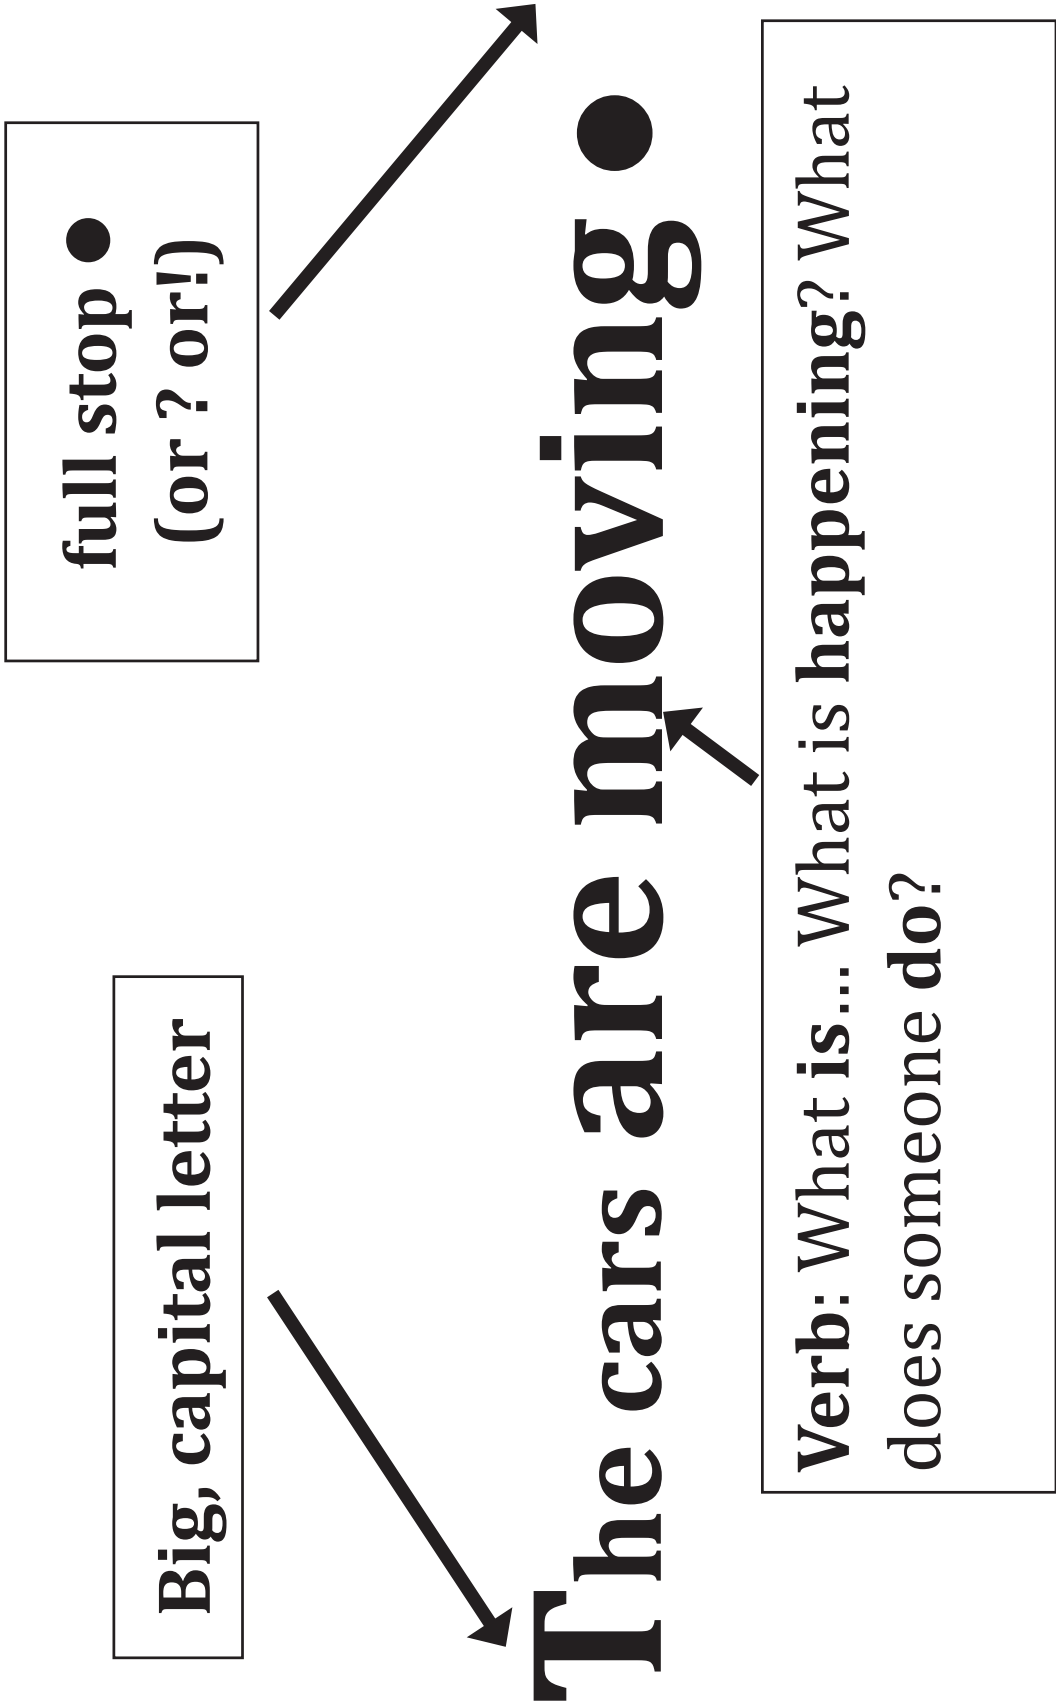 Big, capital letter
full stop ●
(or ? or!)
The cars are moving ●
Verb: What is... What is happening? What
does someone do?